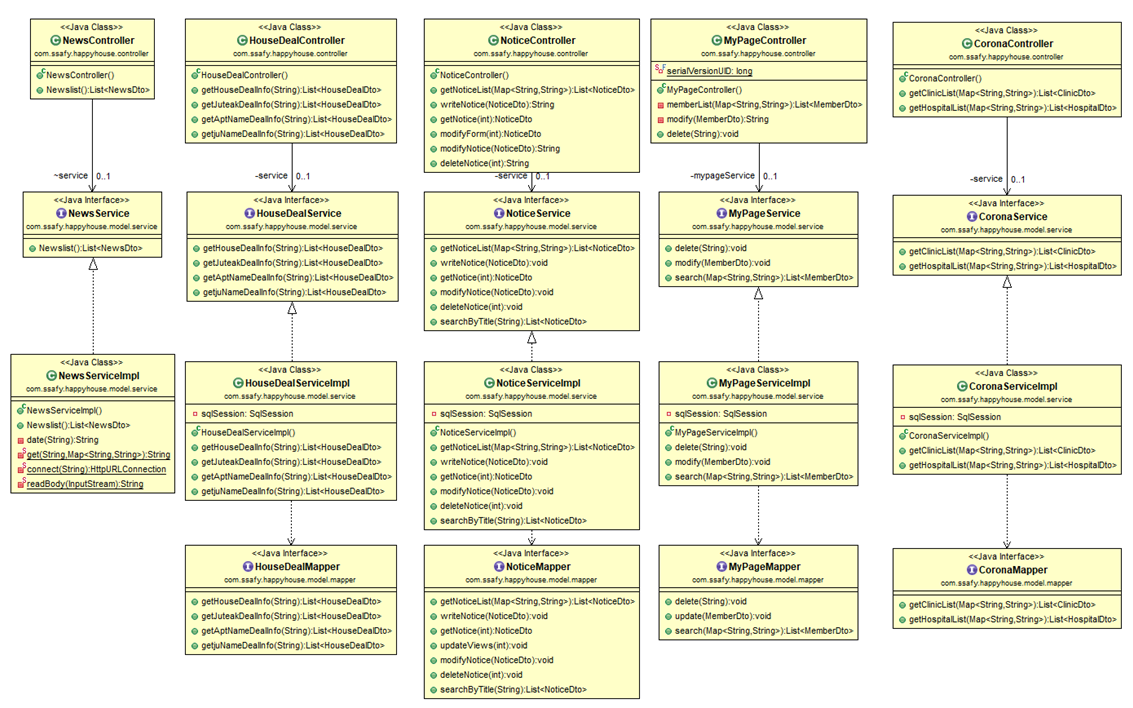 <<Java Class>>
NewsController
com.ssafy.happyhouse.controller
NewsController()
Newslist():List<NewsDto>
~service 0..1
<<Java Interface>>
NewsService
com.ssafy.happyhouse.model.service
Newslist():List<NewsDto>
<<Java Class>>
NewsServiceImpl
com.ssafy.happyhouse.model.service
NewsServiceImpl()
Newslist():List<NewsDto>
date(String):String
get(String,Map<String,String>):String
connect(String):HttpURLConnection
readBody(InputStream):String
<<Java Class>>
HouseDealController
com.ssafy.happyhouse.controller
HouseDealController()
getHouseDealInfo(String):List<HouseDealDto>
getJuteakDealInfo(String):List<HouseDealDto>
getAptNameDealInfo(String):List<HouseDealDto>
getjuNameDealInfo(String):List<HouseDealDto>
-service 0..1
<<Java Interface>>
HouseDealService
com.ssafy.happyhouse.model.service
getHouseDealInfo(String):List<HouseDealDto>
getJuteakDealInfo(String):List<HouseDealDto>
getAptNameDealInfo(String):List<HouseDealDto>
getjuNameDealInfo(String):List<HouseDealDto>
<<Java Class>>
HouseDealServiceImpl
com.ssafy.happyhouse.model.service
sqlSession: SqlSession
HouseDealServiceImpl()
getHouseDealInfo(String):List<HouseDealDto>
getJuteakDealInfo(String):List<HouseDealDto>
getAptNameDealInfo(String):List<HouseDealDto>
getjuNameDealInfo(String):List<HouseDealDto>
<<Java Interface>>
HouseDealMapper
com.ssafy.happyhouse.model.mapper
getHouseDealInfo(String):List<HouseDealDto>
getJuteakDealInfo(String):List<HouseDealDto>
getAptNameDealInfo(String):List<HouseDealDto>
getjuNameDealInfo(String):List<HouseDealDto>
<<Java Class>>
NoticeController
com.ssafy.happyhouse.controller
NoticeController()
getNoticeList(Map<String,String>):List<NoticeDto>
writeNotice(NoticeDto):String
getNotice(int):NoticeDto
modifyForm(int):NoticeDto
modifyNotice(NoticeDto):String
deleteNotice(int):String
-service 0..1
<<Java Interface>>
NoticeService
com.ssafy.happyhouse.model.service
getNoticeList(Map<String,String>):List<NoticeDto>
writeNotice(NoticeDto):void
getNotice(int):NoticeDto
modifyNotice(NoticeDto):void
deleteNotice(int):void
searchByTitle(String):List<NoticeDto>
<<Java Class>>
NoticeServiceImpl
com.ssafy.happyhouse.model.service
sqlSession: SqlSession
NoticeServiceImpl()
getNoticeList(Map<String,String>):List<NoticeDto>
writeNotice(NoticeDto):void
getNotice(int):NoticeDto
modifyNotice(NoticeDto):void
deleteNotice(int):void
searchByTitle(String):List<NoticeDto>
<<Java Interface>>
NoticeMapper
com.ssafy.happyhouse.model.mapper
getNoticeList(Map<String,String>):List<NoticeDto>
writeNotice(NoticeDto):void
getNotice(int):NoticeDto
updateViews(int):void
modifyNotice(NoticeDto):void
deleteNotice(int):void
searchByTitle(String):List<NoticeDto>
<<Java Class>>
MyPageController
com.ssafy.happyhouse.controller
serialVersionUID: long
MyPageController()
memberList(Map<String,String>):List<MemberDto>
modify(MemberDto):String
delete(String):void
-mypageService 0..1
<<Java Interface>>
MyPageService
com.ssafy.happyhouse.model.service
delete(String):void
modify(MemberDto):void
search(Map<String,String>):List<MemberDto>
<<Java Class>>
MyPageServiceImpl
com.ssafy.happyhouse.model.service
sqlSession: SqlSession
MyPageServiceImpl()
delete(String):void
modify(MemberDto):void
search(Map<String,String>):List<MemberDto>
<<Java Interface>>
MyPageMapper
com.ssafy.happyhouse.model.mapper
delete(String):void
update(MemberDto):void
search(Map<String,String>):List<MemberDto>
<<Java Class>>
CoronaController
com.ssafy.happyhouse.controller
CoronaController()
getClinicList(Map<String,String>):List<ClinicDto>
getHospitalList(Map<String,String>):List<HospitalDto>
-service 0..1
<<Java Interface>>
CoronaService
com.ssafy.happyhouse.model.service
getClinicList(Map<String,String>):List<ClinicDto>
getHospitalList(Map<String,String>):List<HospitalDto>
<<Java Class>>
CoronaServiceImpl
com.ssafy.happyhouse.model.service
sqlSession: SqlSession
CoronaServiceImpl()
getClinicList(Map<String,String>):List<ClinicDto>
getHospitalList(Map<String,String>):List<HospitalDto>
<<Java Interface>>
CoronaMapper
com.ssafy.happyhouse.model.mapper
getClinicList(Map<String,String>):List<ClinicDto>
getHospitalList(Map<String,String>):List<HospitalDto>